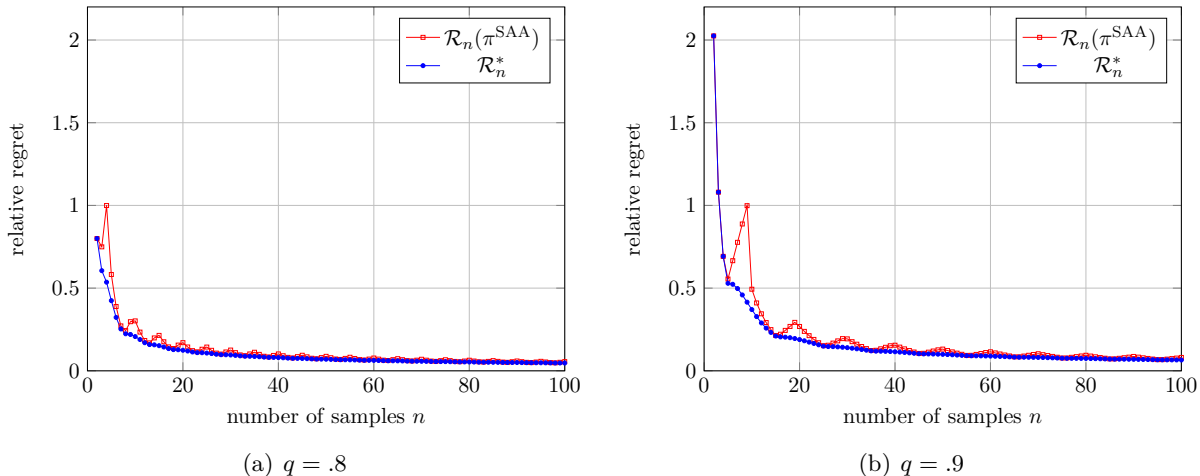 2
1.5
1
0.5
0
relative regret
0 20 40 60 80 100
number of samples n
R_n(π^SAA)
R_n^*
(a) q = .8
2
1.5
1
0.5
0
relative regret
0 20 40 60 80 100
number of samples n
R_n(π^SAA)
R_n^*
(b) q = .9